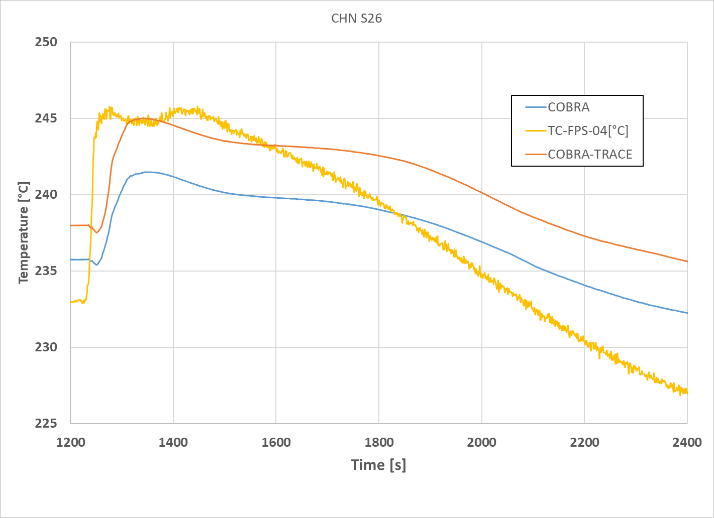 CHN S26
250
245
240
235
230
225
Temperature [°C]
COBRA
TC-FPS-04[°C]
COBRA-TRACE
1200 1400 1600 1800 2000 2200 2400
Time [s]